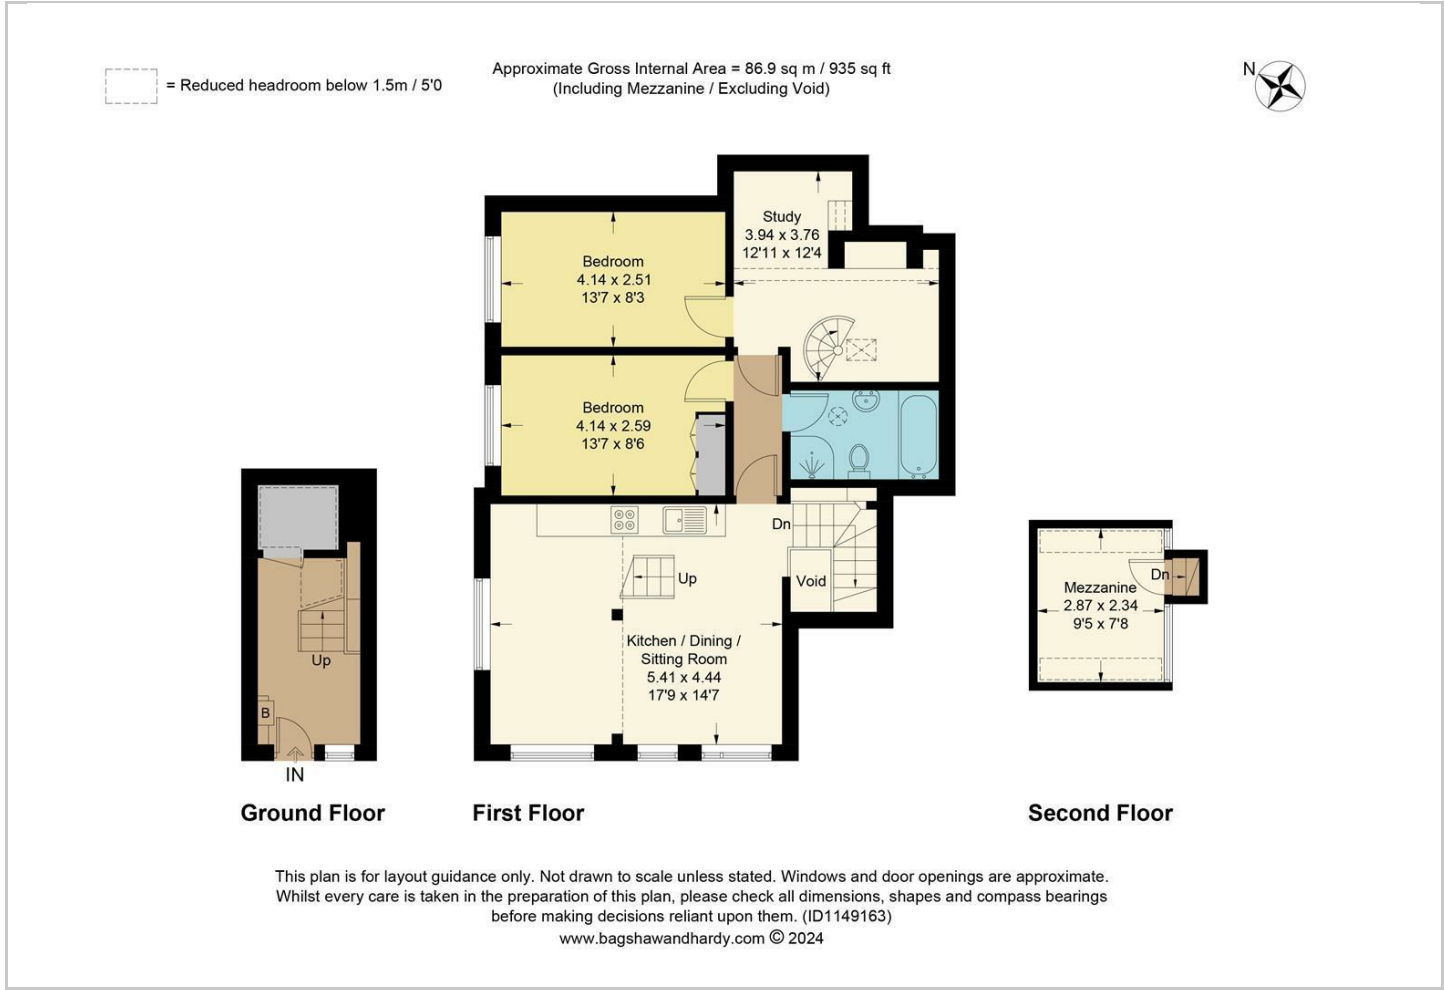 = Reduced headroom below 1.5m / 5'0
Approximate Gross Internal Area = 86.9 sq m / 935 sq ft
(Including Mezzanine / Excluding Void)
N
Study
3.94 x 3.76
12'11 x 12'4
Bedroom
4.14 x 2.51
13'7 x 8'3
Bedroom
4.14 x 2.59
13'7 x 8'6
Dn
Void
Up
Kitchen / Dining /
Sitting Room
5.41 x 4.44
17'9 x 14'7
Up
B
IN
Mezzanine
2.87 x 2.34
9'5 x 7'8
Dn
Ground Floor
First Floor
Second Floor
This plan is for layout guidance only. Not drawn to scale unless stated. Windows and door openings are approximate.
Whilst every care is taken in the preparation of this plan, please check all dimensions, shapes and compass bearings
before making decisions reliant upon them. (ID1149163)
www.bagshawandhardy.com © 2024